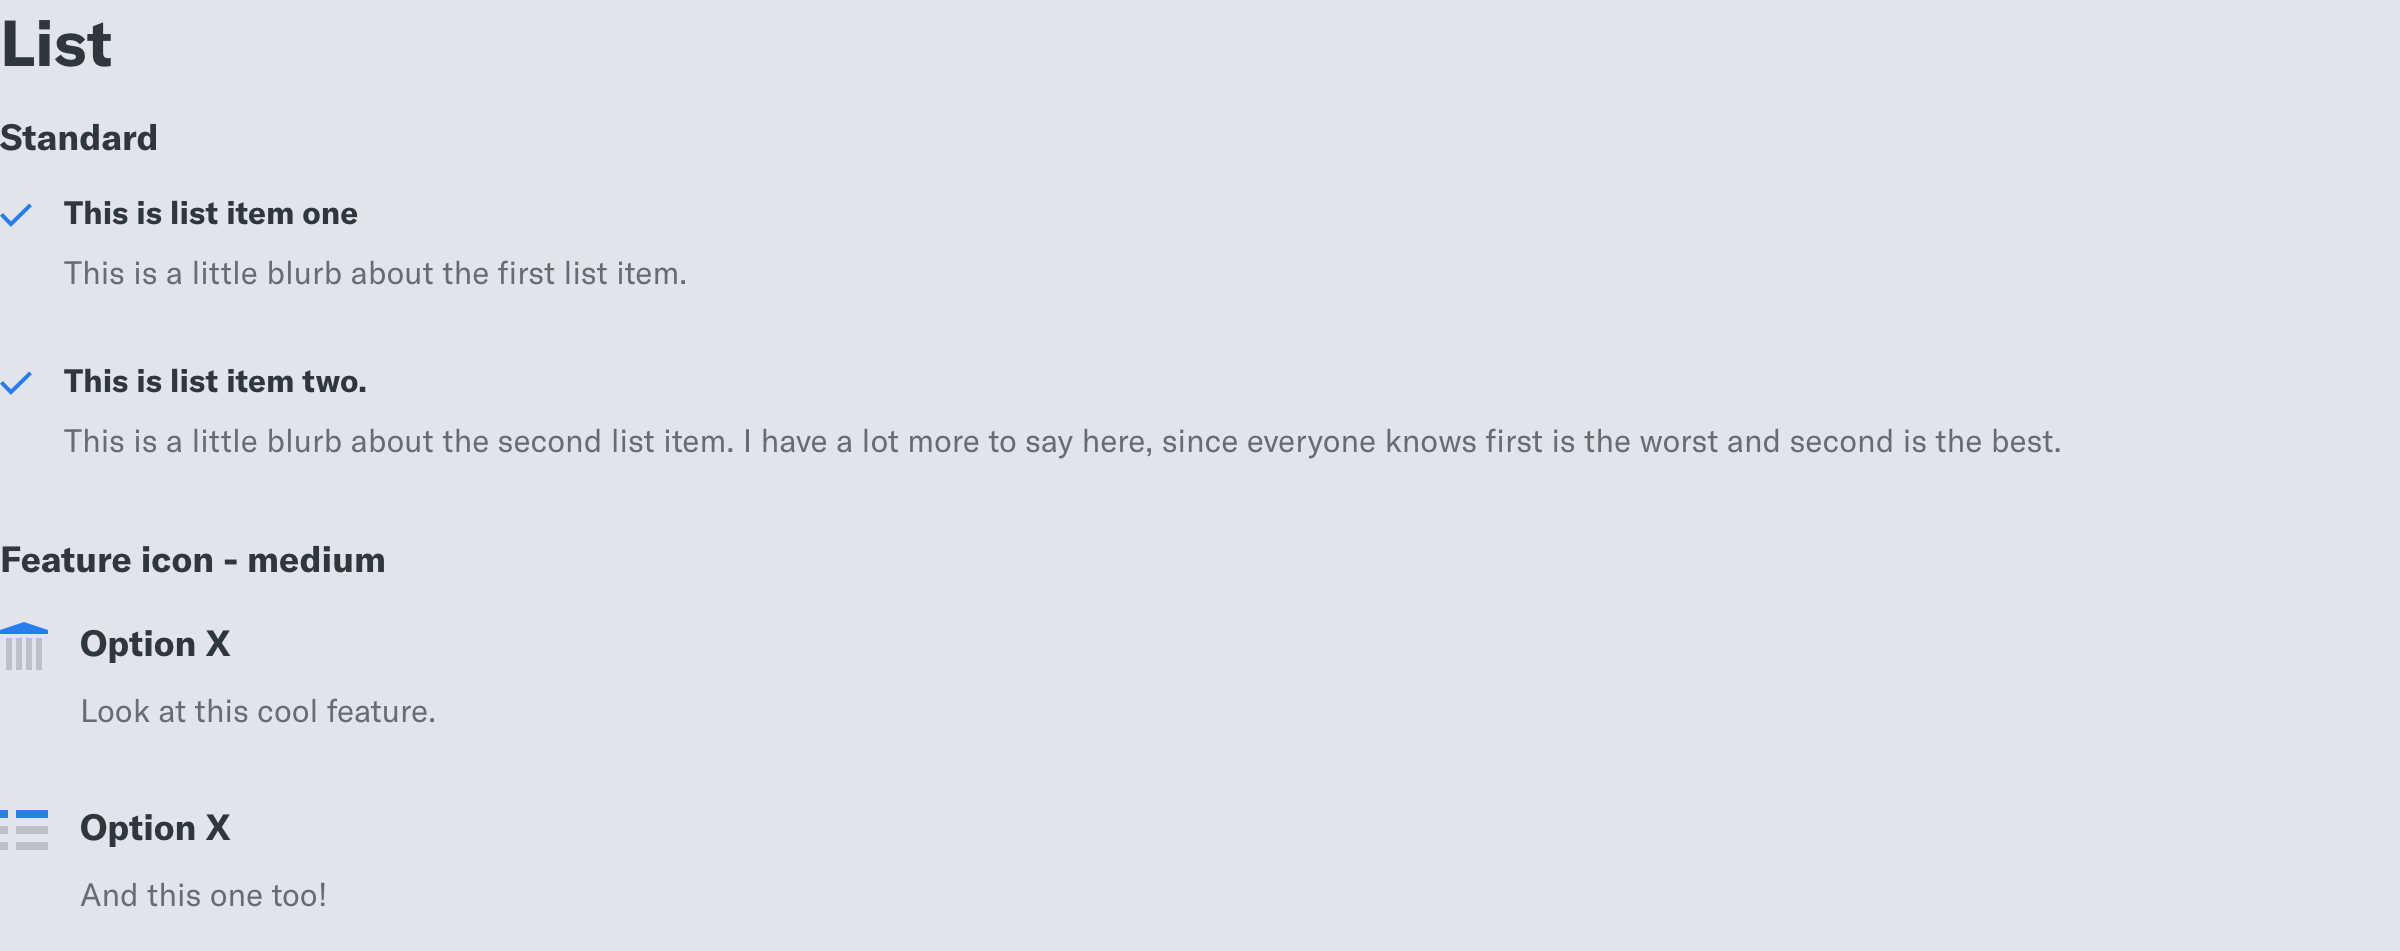 List
Standard
This is list item one
This is a little blurb about the first list item.
This is list item two.
This is a little blurb about the second list item. I have a lot more to say here, since everyone knows first is the worst and second is the best.
Feature icon - medium
Option X
Look at this cool feature.
Option X
And this one too!